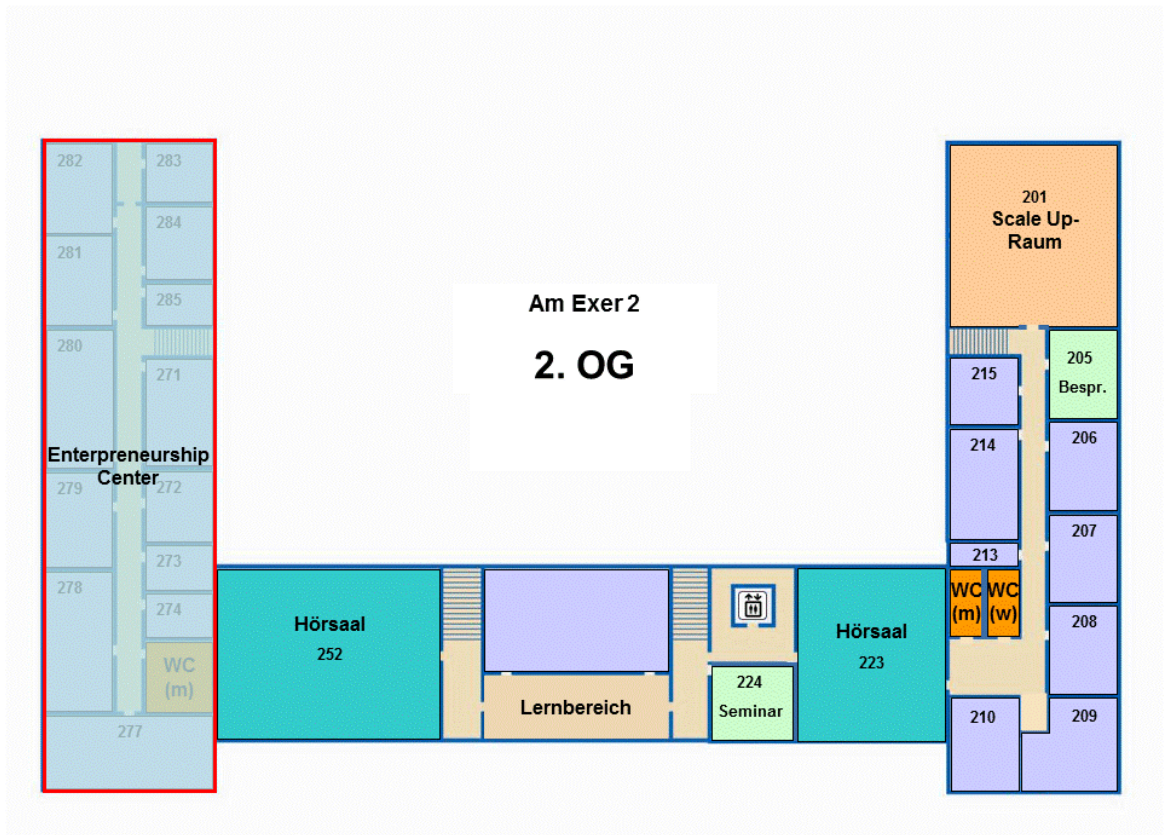 Am Exer 2
2. OG
282
283
284
281
285
280
271
Enterpreneurship
Center
279
272
273
278
274
WC
(m)
277
Hörsaal
252
Lernbereich
224
Seminar
Hörsaal
223
201
Scale Up-
Raum
205
Bespr.
215
206
214
207
213
WC
(m)
WC
(w)
208
210
209